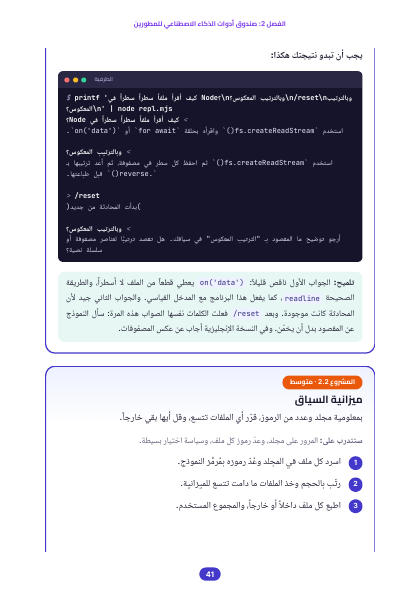 الفصل 2: صندوق أدوات الذكاء الاصطناعي للمطورين
يجب أن تبدو نتيجتك هكذا:
الطرفية
$ printf 'كيف أقرأ ملفاً سطراً سطراً في Node؟\nوبالترتيب المعكوس؟\n/reset\nوبالترتيب
المعكوس؟\n' | node repl.mjs
> كيف أقرأ ملفاً سطراً سطراً في Node؟
استخدم `fs.createReadStream()` واقرأه بحلقة `for await` أو `on('data')`.
> وبالترتيب المعكوس؟
استخدم `fs.createReadStream()` ثم احفظ كل سطر في مصفوفة، ثم أعد ترتيبها بـ
`reverse()` قبل طباعتها.
> /reset
(بدأت المحادثة من جديد)
> وبالترتيب المعكوس؟
أرجو توضيح ما المقصود بـ "الترتيب المعكوس" في سياقك. هل تقصد ترتيبًا لعناصر مصفوفة أو
سلسلة نصية؟
تلميح: الجواب الأول ناقص قليلاً: on('data') يعطي قطعاً من الملف لا أسطراً، والطريقة
الصحيحة readline، كما يفعل هذا البرنامج مع المدخل القياسي. والجواب الثاني جيد لأن
المحادثة كانت موجودة. وبعد /reset فعلت الكلمات نفسها الصواب هذه المرة: سأل النموذج
عن المقصود بدل أن يخمّن. وفي النسخة الإنجليزية أجاب عن عكس المصفوفات.
المشروع 2.2 · متوسط
ميزانية السياق
بمعلومية مجلد وعدد من الرموز، قرّر أي الملفات تتسع، وقل أيها بقي خارجاً.
ستتدرب على: المرور على مجلد، وعدّ رموز كل ملف، وسياسة اختيار بسيطة.
1 اسرد كل ملف في المجلد وعُدّ رموزه بمُرمِّز النموذج.
2 رتّب بالحجم وخذ الملفات ما دامت تتسع للميزانية.
3 اطبع كل ملف داخلاً أو خارجاً، والمجموع المستخدم.
41